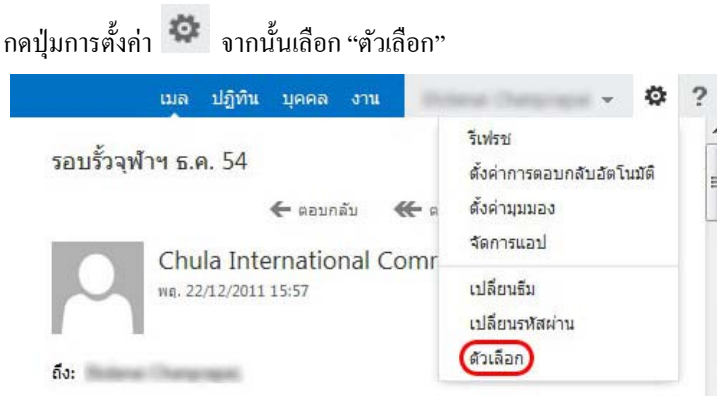 กดปุ่มการตั้งค่า จากนั้นเลือก “ตัวเลือก”
เมล ปฏิทิน บุคคล งาน ?
รีเฟรช
ตั้งค่าการตอบกลับอัตโนมัติ
ตั้งค่ามุมมอง
จัดการแอป
เปลี่ยนธีม
เปลี่ยนรหัสผ่าน
ตัวเลือก
รอบรั้วจุฬาฯ ธ.ค. 54
ตอบกลับ ต
Chula International Comr
พฤ. 22/12/2011 15:57
ถึง: